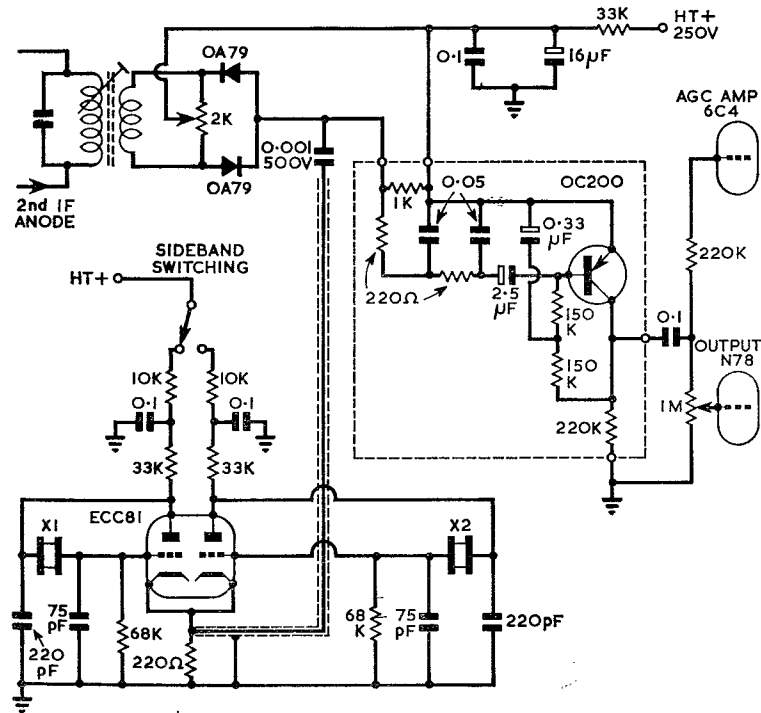 33K
HT+
250V
OA79
0·1
16µF
2K
AGC AMP
6C4
0·001
500V
OA79
2nd IF
ANODE
1K
0·05
OC200
0·33
µF
220K
SIDEBAND
SWITCHING
HT+
220Ω
2·5
µF
150
K
0·1
OUTPUT
N78
150
K
10K
10K
0·1
0·1
1M
220K
33K
33K
ECC81
X1
X2
75
pF
68K
220
pF
220Ω
68
K
75
pF
220pF